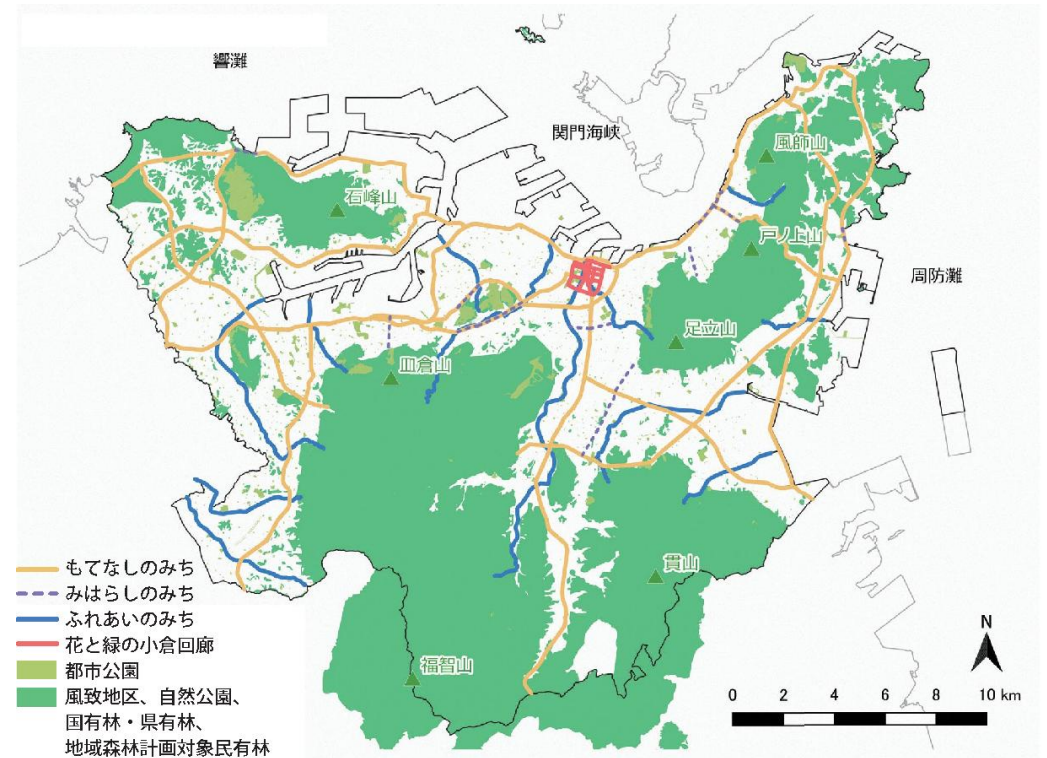 響灘
関門海峡
風師山
石峰山
戸ノ上山
周防灘
足立山
皿倉山
貫山
福智山
もてなしのみち
みはらしのみち
ふれあいのみち
花と緑の小倉回廊
都市公園
風致地区、自然公園、
国有林・県有林、
地域森林計画対象民有林
N
0 2 4 6 8 10 km